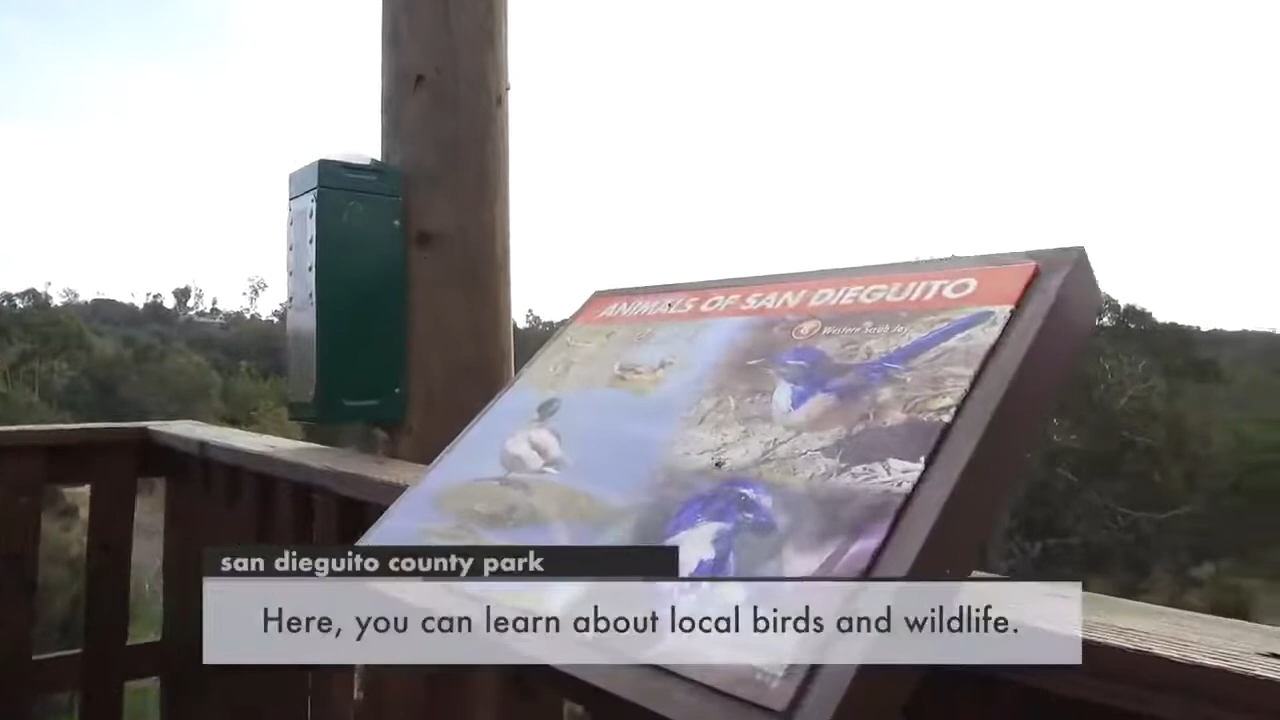 ANIMALS OF SAN DIEGUITO
Western Scrub Jay
san dieguito county park
Here, you can learn about local birds and wildlife.